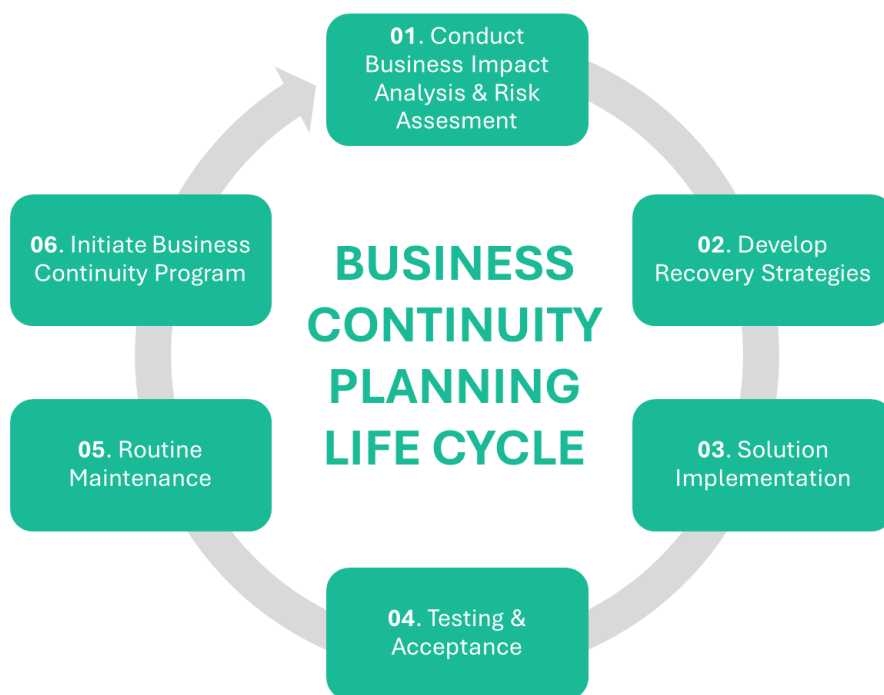 01. Conduct
Business Impact
Analysis & Risk
Assesment
02. Develop
Recovery Strategies
03. Solution
Implementation
04. Testing &
Acceptance
05. Routine
Maintenance
06. Initiate Business
Continuity Program
BUSINESS
CONTINUITY
PLANNING
LIFE CYCLE